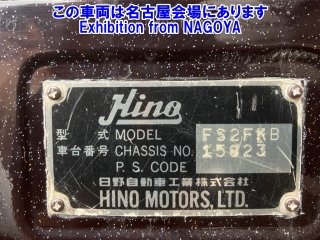 この車両は名古屋会場にあります
Exhibition from NAGOYA
Hino
型 式 MODEL FS2FKB
車台番号 CHASSIS NO. 15823
P. S. CODE
日野自動車工業株式会社
HINO MOTORS, LTD.